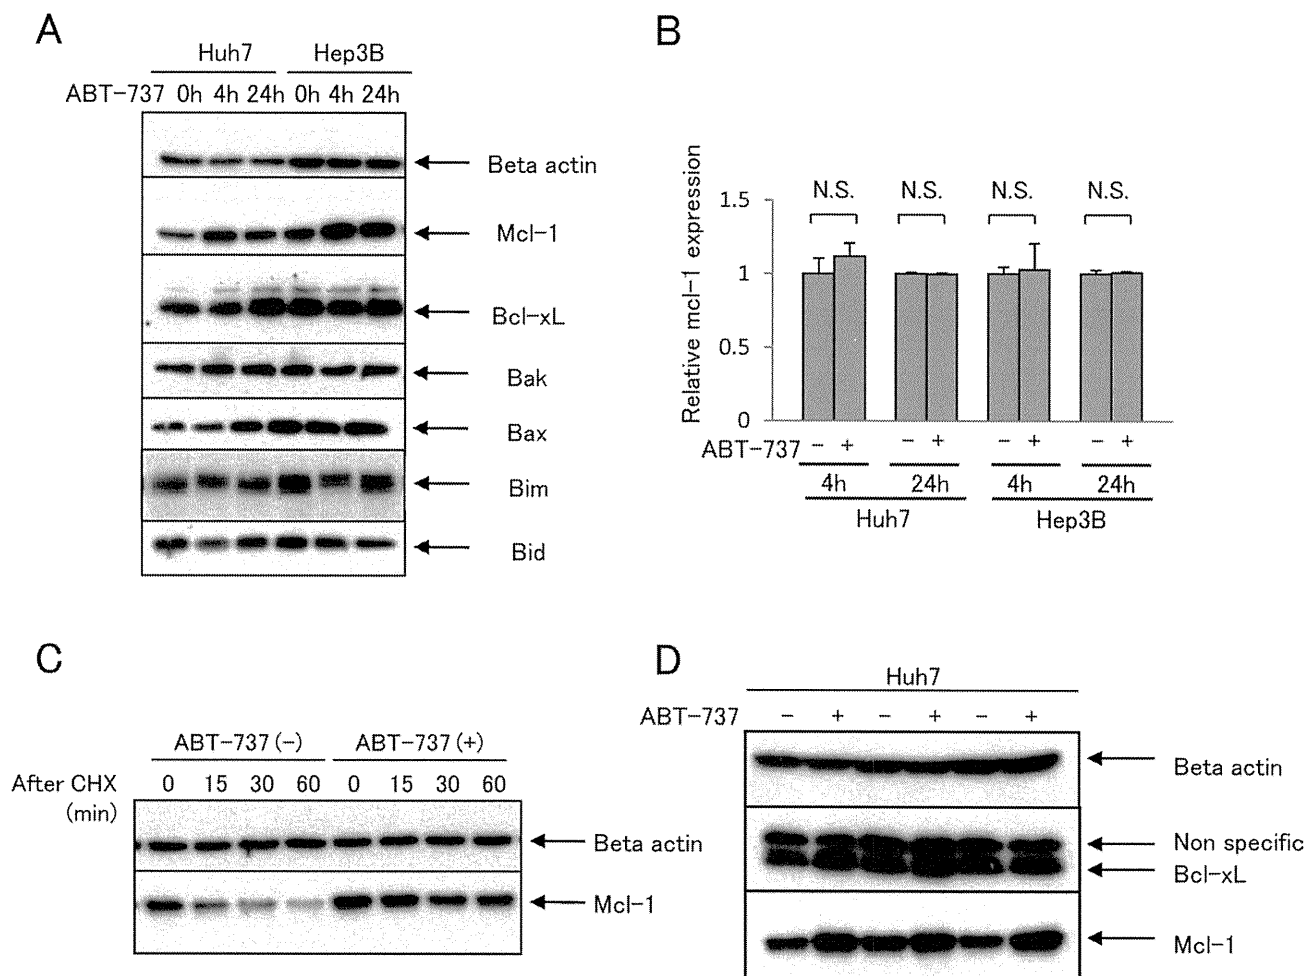 A
Huh7 Hep3B
ABT-737 0h 4h 24h 0h 4h 24h
Beta actin
Mcl-1
Bcl-xL
Bak
Bax
Bim
Bid
B
N.S. N.S. N.S. N.S.
Relative mcl-1 expression
1.5
1
0.5
0
ABT-737 - + - + - + - +
4h 24h 4h 24h
Huh7 Hep3B
C
ABT-737 (-) ABT-737 (+)
After CHX 0 15 30 60 0 15 30 60
(min)
Beta actin
Mcl-1
D
Huh7
ABT-737 - + - + - +
Beta actin
Non specific
Bcl-xL
Mcl-1